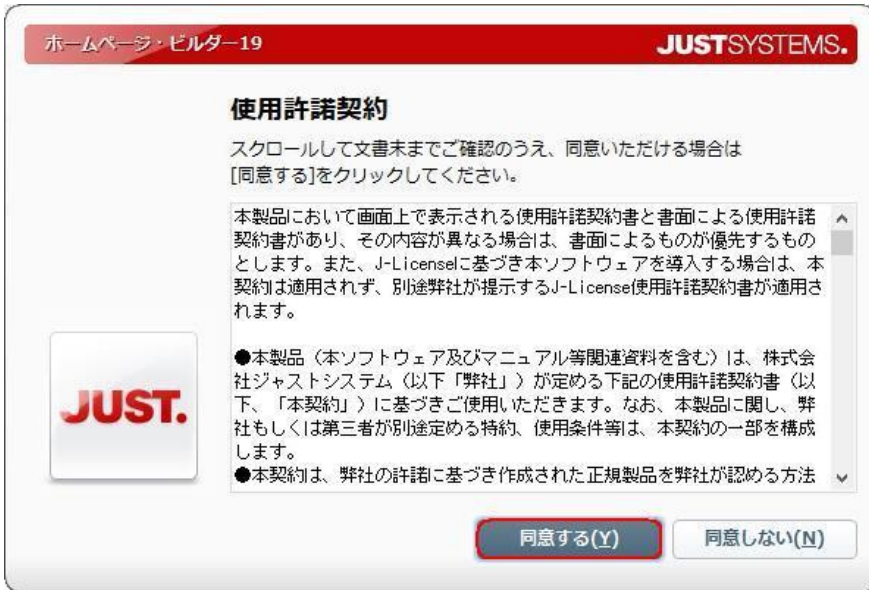 ホームページ・ビルダー19
JUSTSYSTEMS.
使用許諾契約
スクロールして文書末までご確認のうえ、同意いただける場合は
[同意する]をクリックしてください。
本製品において画面上で表示される使用許諾契約書と書面による使用許諾
契約書があり、その内容が異なる場合は、書面によるものが優先するもの
とします。また、J-Licenseに基づき本ソフトウェアを導入する場合は、本
契約は適用されず、別途弊社が提示するJ-License使用許諾契約書が適用さ
れます。
●本製品（本ソフトウェア及びマニュアル等関連資料を含む）は、株式会
社ジャストシステム（以下「弊社」）が定める下記の使用許諾契約書（以
下、「本契約」）に基づきご使用いただきます。なお、本製品に関し、弊
社もしくは第三者が別途定める特約、使用条件等は、本契約の一部を構成
します。
●本契約は、弊社の許諾に基づき作成された正規製品を弊社が認める方法
JUST.
同意する(Y)
同意しない(N)